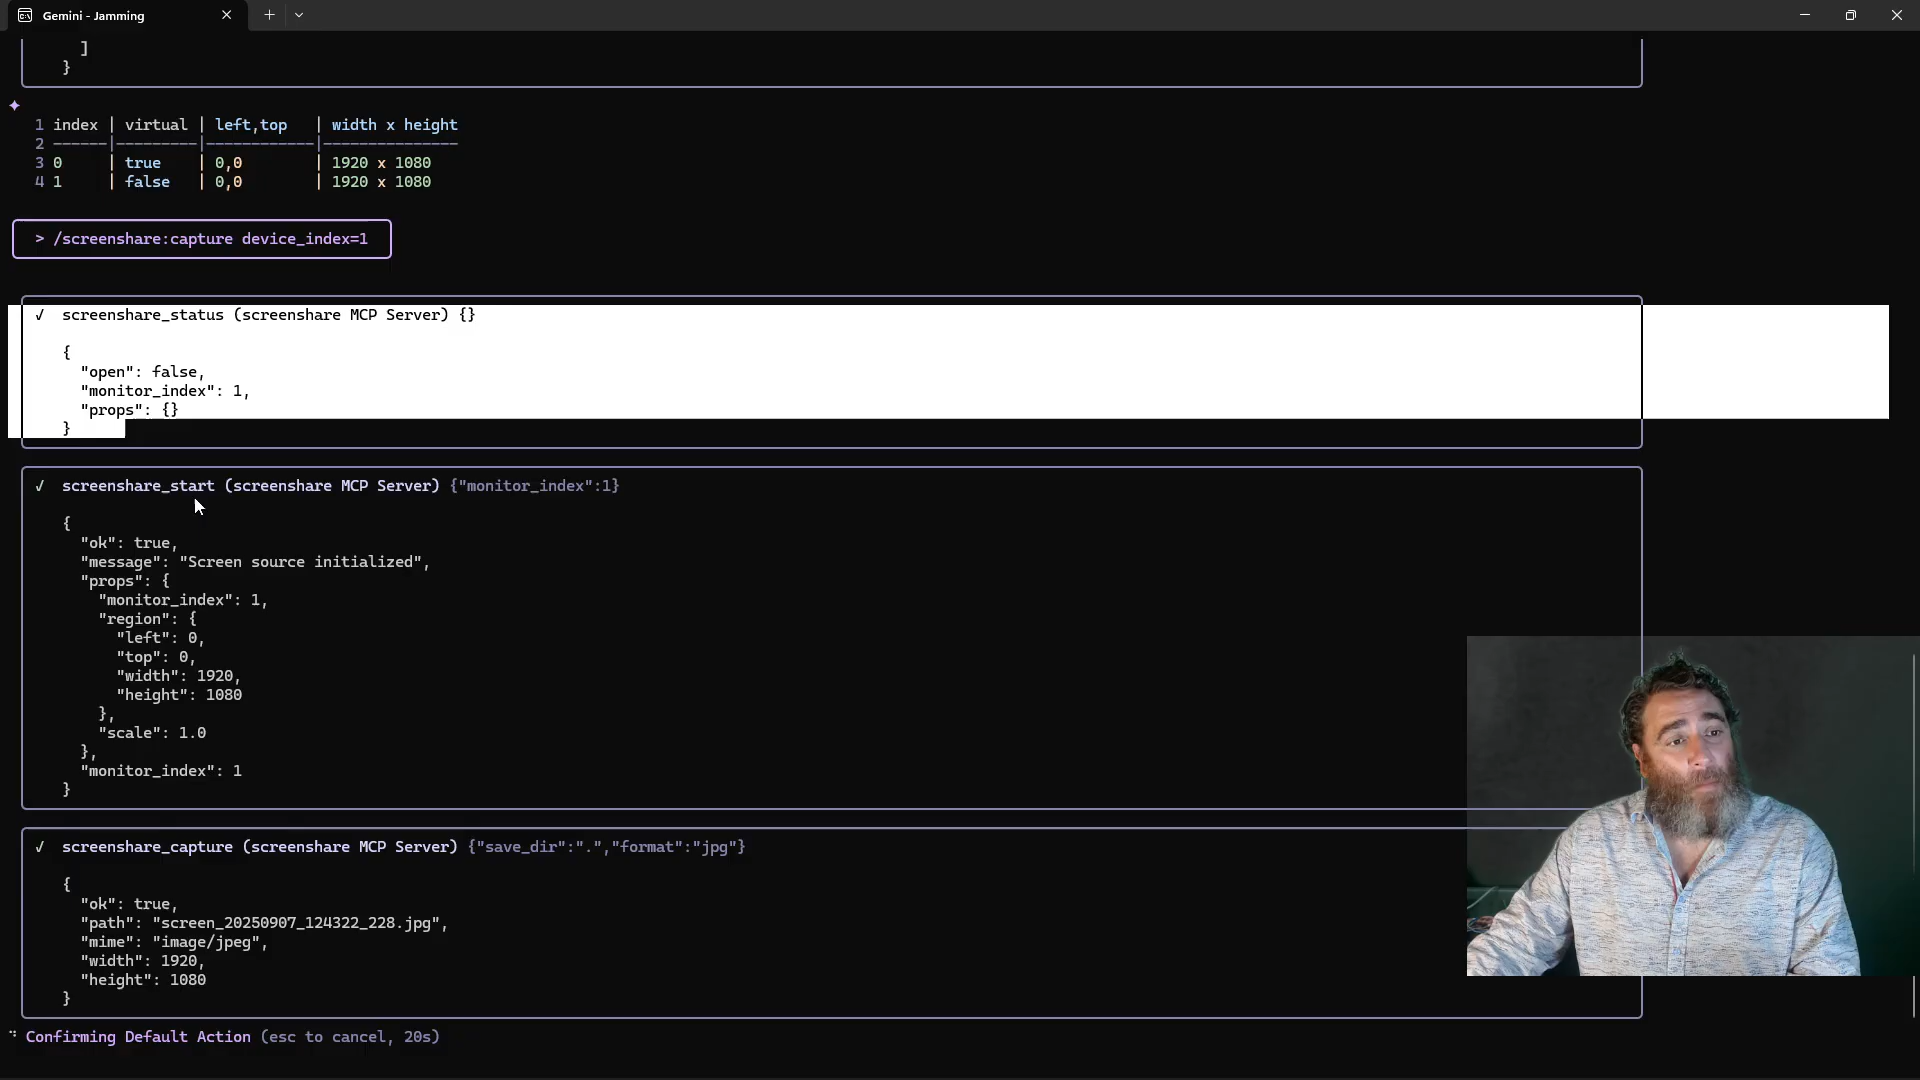 Gemini - Jamming
]
}
1 index | virtual | left,top | width x height
2 ------|---------|------------|---------------
3 0 | true | 0,0 | 1920 x 1080
4 1 | false | 0,0 | 1920 x 1080
> /screenshare:capture device_index=1
✓ screenshare_status (screenshare MCP Server) {}
{
"open": false,
"monitor_index": 1,
"props": {}
}
✓ screenshare_start (screenshare MCP Server) {"monitor_index":1}
{
"ok": true,
"message": "Screen source initialized",
"props": {
"monitor_index": 1,
"region": {
"left": 0,
"top": 0,
"width": 1920,
"height": 1080
},
"scale": 1.0
},
"monitor_index": 1
}
✓ screenshare_capture (screenshare MCP Server) {"save_dir":".","format":"jpg"}
{
"ok": true,
"path": "screen_20250907_124322_228.jpg",
"mime": "image/jpeg",
"width": 1920,
"height": 1080
}
Confirming Default Action (esc to cancel, 20s)